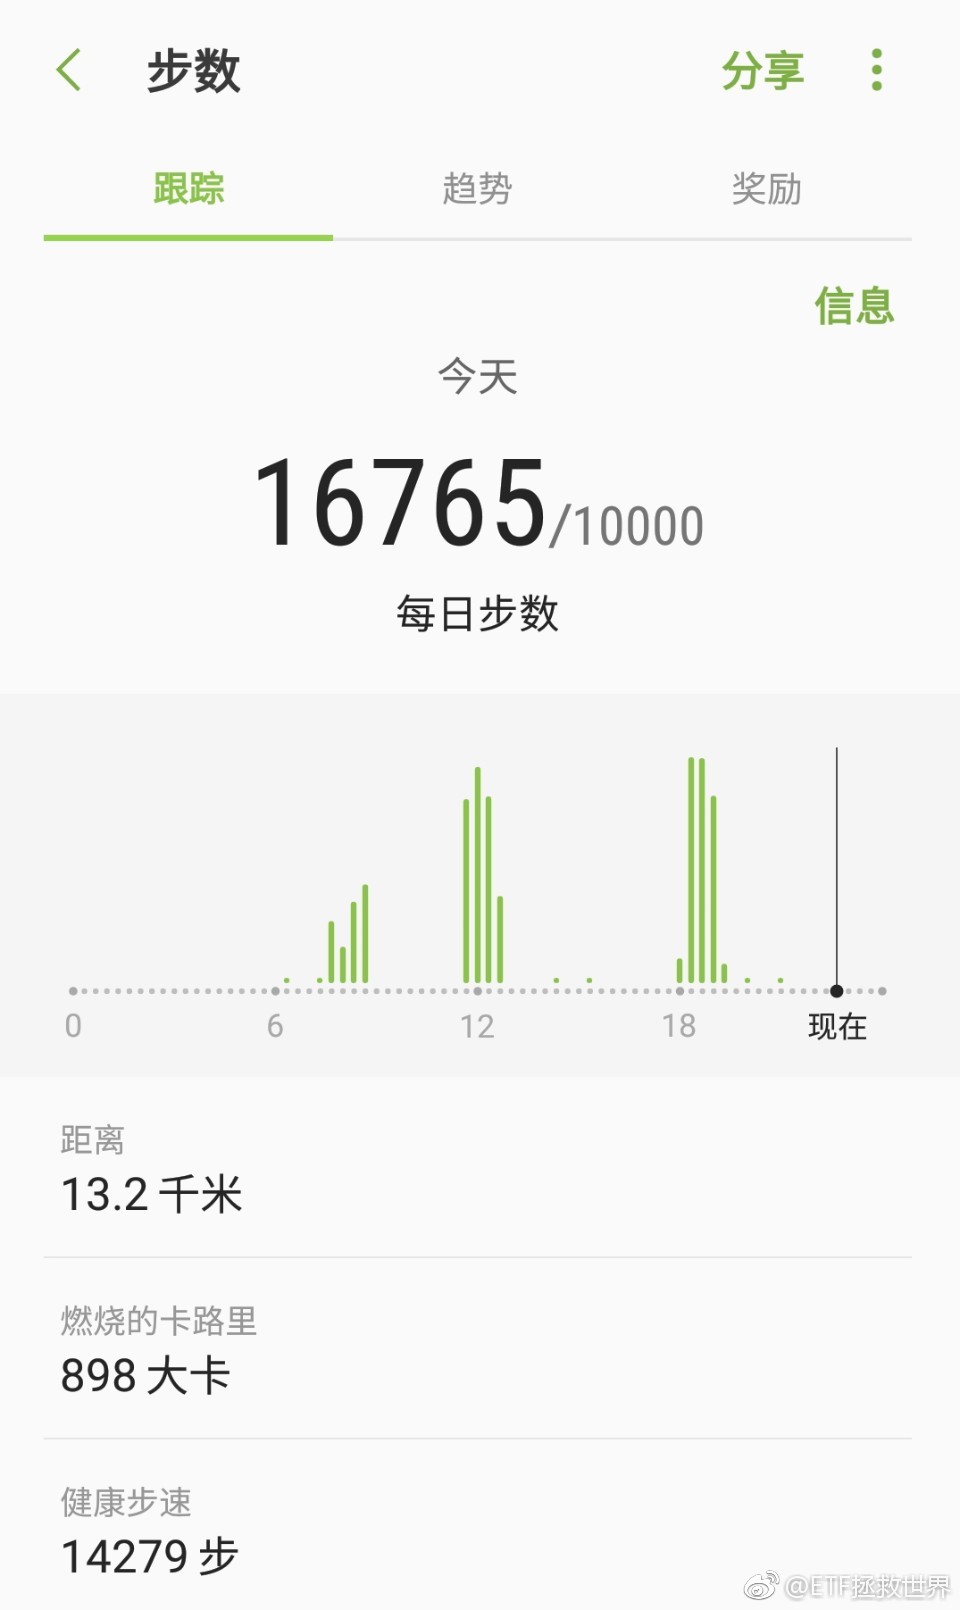 步数 分享
跟踪 趋势 奖励
信息
今天
16765/10000
每日步数
0 6 12 18 现在
距离
13.2 千米
燃烧的卡路里
898 大卡
健康步速
14279 步
@ETF拯救世界